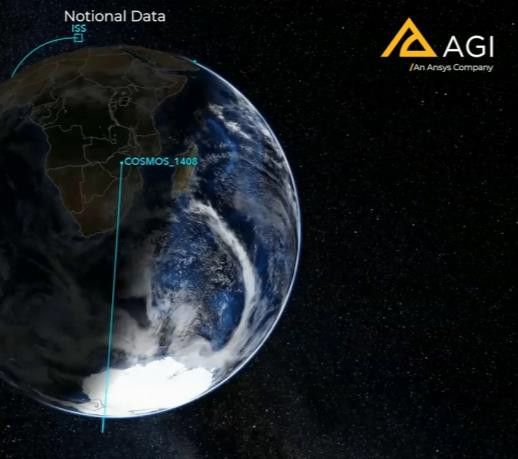 Notional Data
ISS
AGI
/An Ansys Company
COSMOS_1408